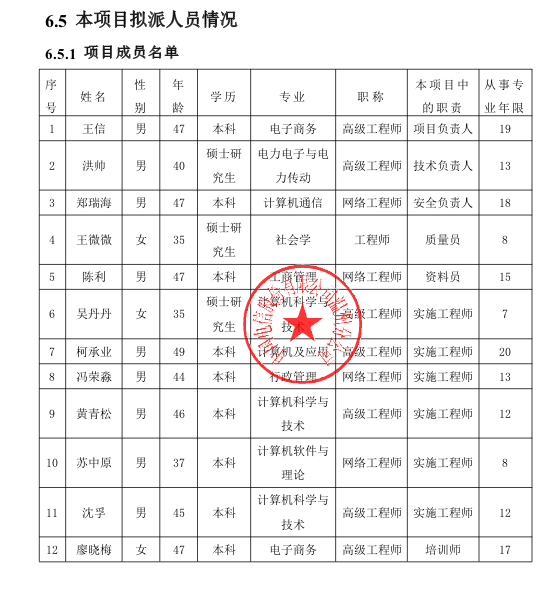 6.5 本项目拟派人员情况
6.5.1 项目成员名单
序号 姓名 性别 年龄 学历 专业 职称 本项目中的职责 从事专业年限
1 王信 男 47 本科 电子商务 高级工程师 项目负责人 19
2 洪帅 男 40 硕士研究生 电力电子与电力传动 高级工程师 技术负责人 13
3 郑瑞海 男 47 本科 计算机通信 网络工程师 安全负责人 18
4 王薇薇 女 35 硕士研究生 社会学 工程师 质量员 8
5 陈利 男 47 本科 工商管理 网络工程师 资料员 15
6 吴丹丹 女 35 硕士研究生 计算机科学与技术 高级工程师 实施工程师 7
7 柯承业 男 49 本科 计算机及应用 高级工程师 实施工程师 20
8 冯荣淼 男 44 本科 行政管理 网络工程师 实施工程师 13
9 黄青松 男 46 本科 计算机科学与技术 高级工程师 实施工程师 12
10 苏中原 男 37 本科 计算机软件与理论 网络工程师 实施工程师 8
11 沈孚 男 45 本科 计算机科学与技术 高级工程师 实施工程师 12
12 廖晓梅 女 47 本科 电子商务 高级工程师 培训师 17